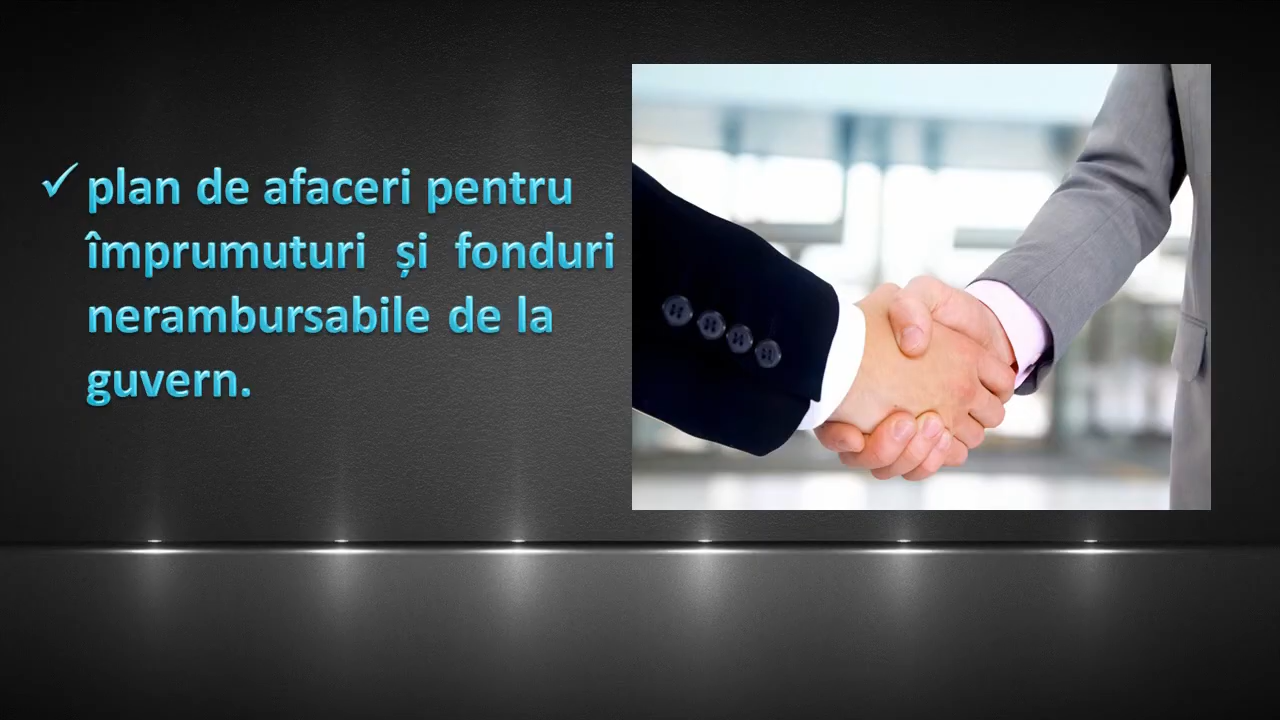 plan de afaceri pentru
împrumuturi și fonduri
nerambursabile de la
guvern.